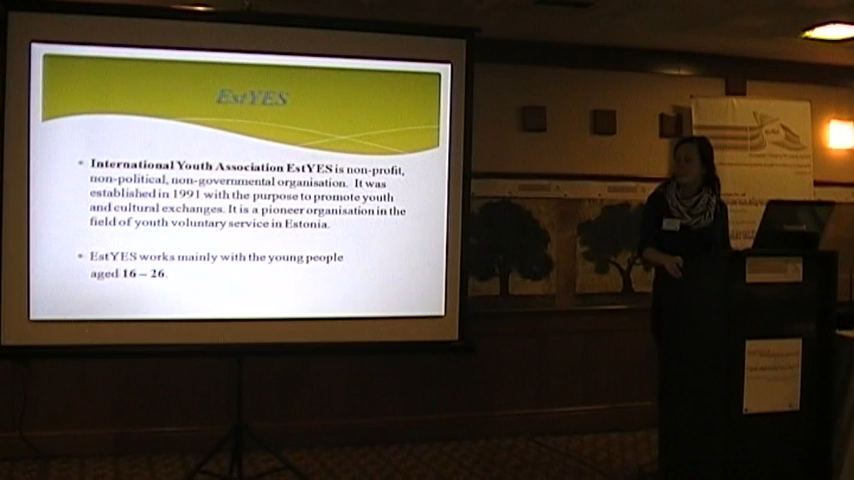 EstYES
International Youth Association EstYES is non-profit,
non-political, non-governmental organisation. It was
established in 1991 with the purpose to promote youth
and cultural exchanges. It is a pioneer organisation in the
field of youth voluntary service in Estonia.
EstYES works mainly with the young people
aged 16 – 26.